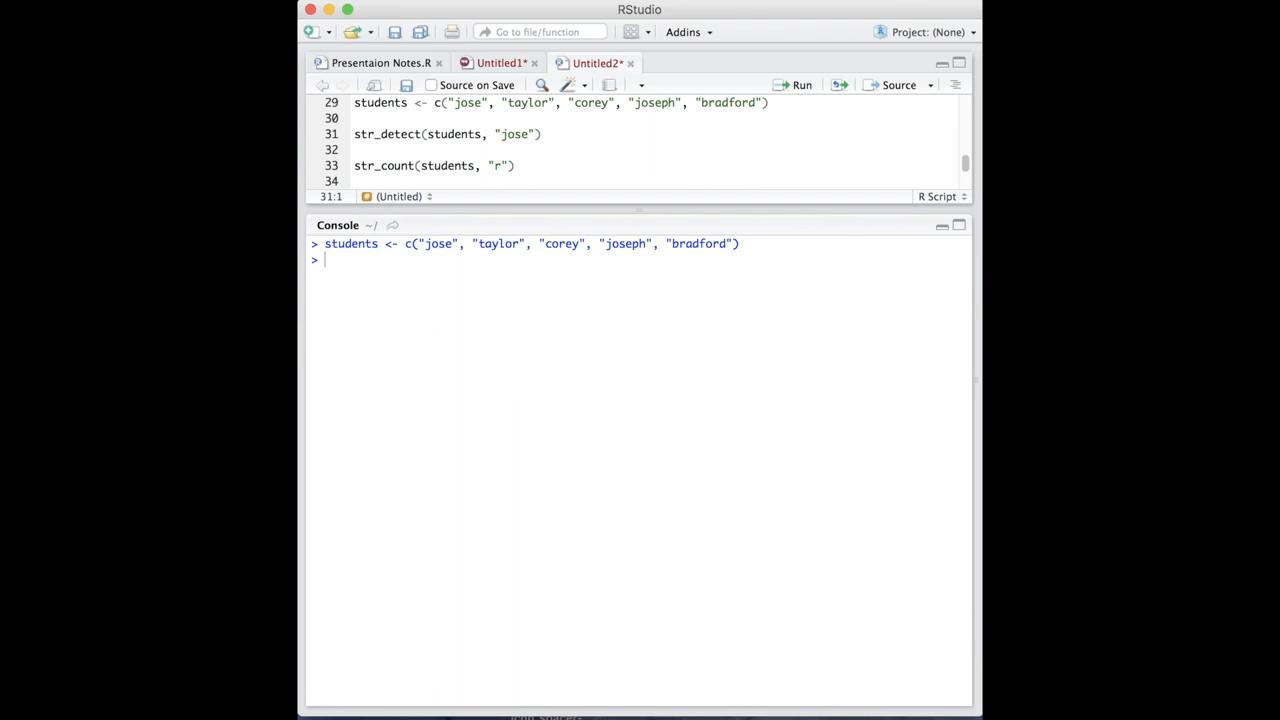 RStudio
Go to file/function
Addins
Project: (None)
Presentaion Notes.R
Untitled1*
Untitled2*
Source on Save
Run
Source
29 students <- c("jose", "taylor", "corey", "joseph", "bradford")
30
31 str_detect(students, "jose")
32
33 str_count(students, "r")
34
31:1
(Untitled)
R Script
Console ~/
> students <- c("jose", "taylor", "corey", "joseph", "bradford")
>